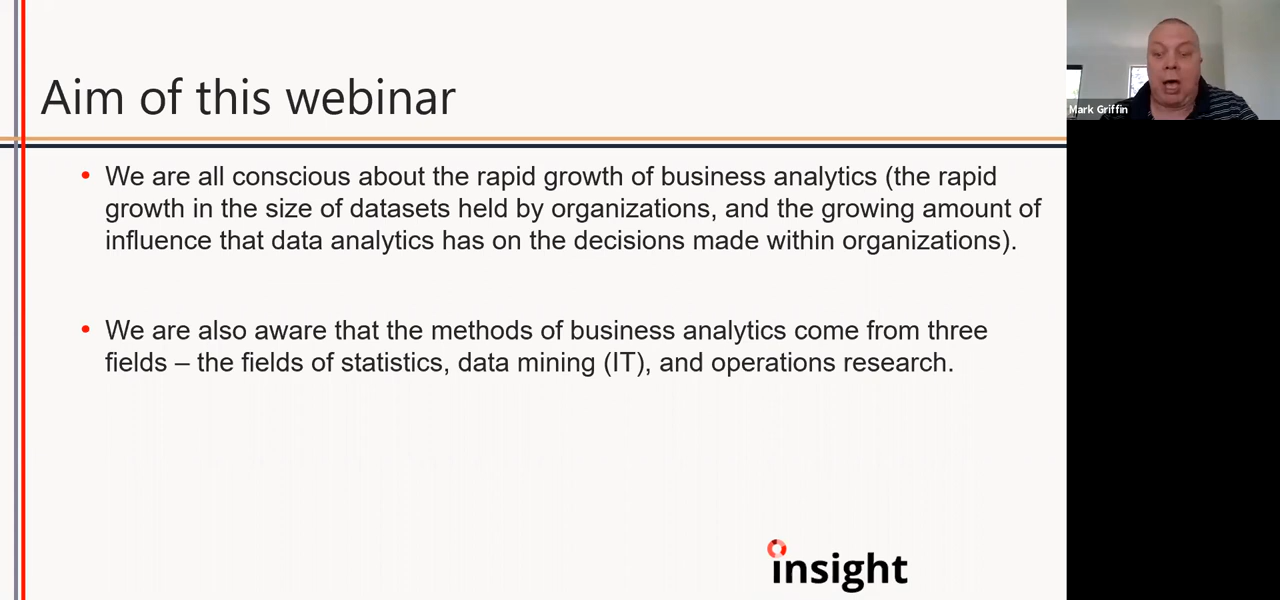 Aim of this webinar
Mark Griffin
• We are all conscious about the rapid growth of business analytics (the rapid
growth in the size of datasets held by organizations, and the growing amount of
influence that data analytics has on the decisions made within organizations).
• We are also aware that the methods of business analytics come from three
fields – the fields of statistics, data mining (IT), and operations research.
insight